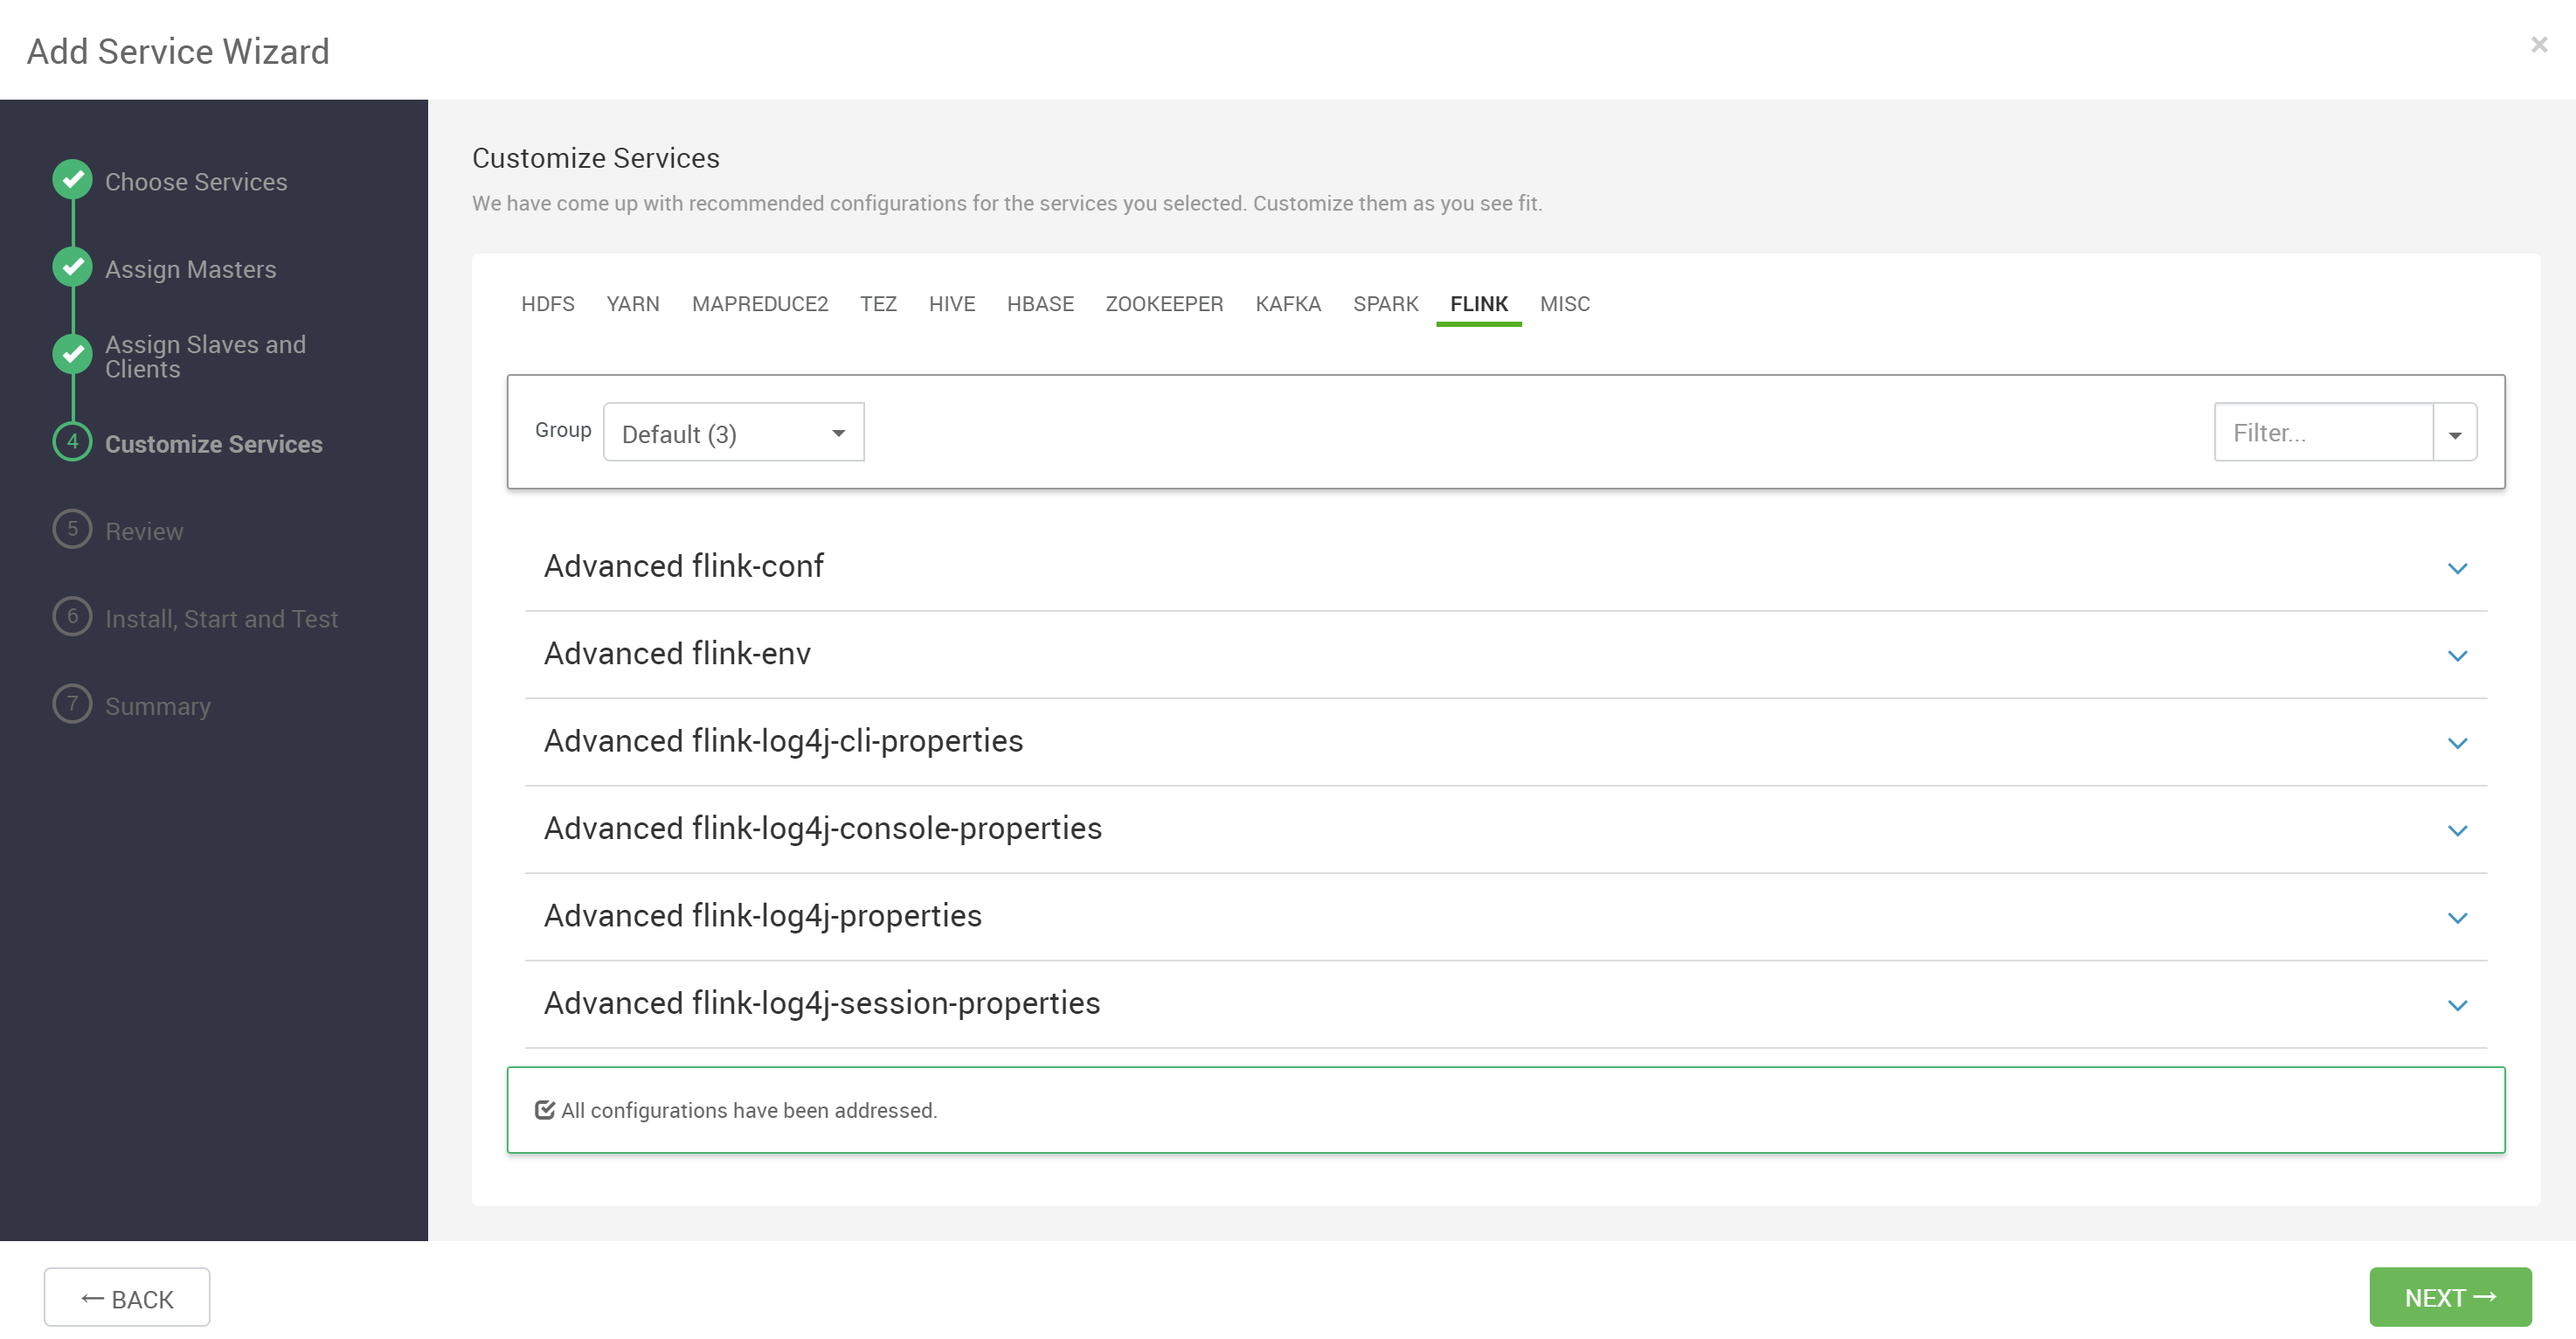 Add Service Wizard
×
Choose Services
Assign Masters
Assign Slaves and
Clients
4 Customize Services
5 Review
6 Install, Start and Test
7 Summary
Customize Services
We have come up with recommended configurations for the services you selected. Customize them as you see fit.
HDFS YARN MAPREDUCE2 TEZ HIVE HBASE ZOOKEEPER KAFKA SPARK FLINK MISC
Group Default (3) Filter...
Advanced flink-conf
Advanced flink-env
Advanced flink-log4j-cli-properties
Advanced flink-log4j-console-properties
Advanced flink-log4j-properties
Advanced flink-log4j-session-properties
All configurations have been addressed.
← BACK
NEXT →